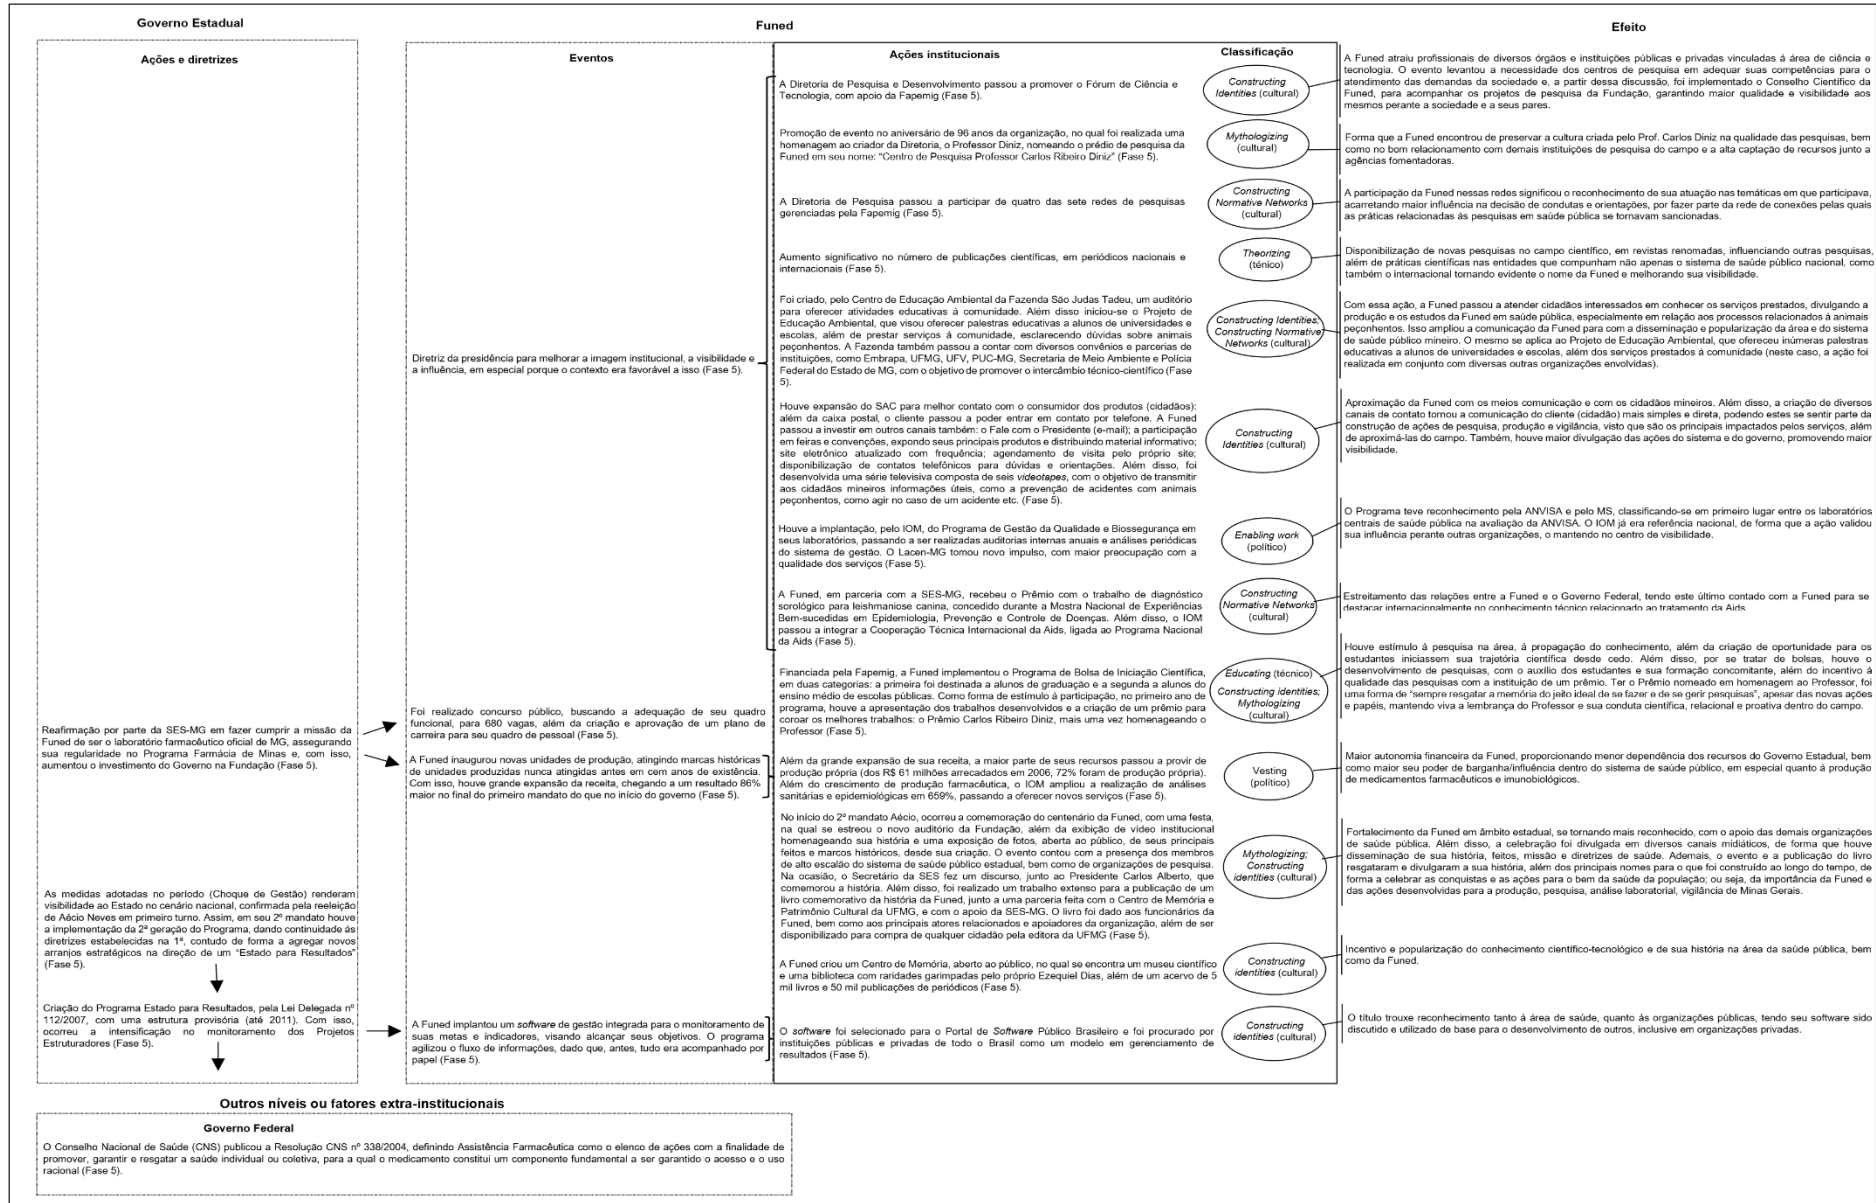 Governo Estadual
Funed
Efeito
Ações e diretrizes
Reafirmação por parte da SES-MG em fazer cumprir a missão da
Funed de ser o laboratório farmacêutico oficial de MG, assegurando
sua regularidade no Programa Farmácia de Minas e, com isso,
aumentou o investimento do Governo na Fundação (Fase 5).
As medidas adotadas no período (Choque de Gestão) renderam
visibilidade ao Estado no cenário nacional, confirmada pela reeleição
de Aécio Neves em primeiro turno. Assim, em seu 2º mandato houve
a implementação da 2ª geração do Programa, dando continuidade às
diretrizes estabelecidas na 1ª, contudo de forma a agregar novos
arranjos estratégicos na direção de um “Estado para Resultados”
(Fase 5).
Criação do Programa Estado para Resultados, pela Lei Delegada nº
112/2007, com uma estrutura provisória (até 2011). Com isso,
ocorreu a intensificação no monitoramento dos Projetos
Estruturadores (Fase 5).
Eventos
Diretriz da presidência para melhorar a imagem institucional, a visibilidade e
a influência, em especial porque o contexto era favorável a isso (Fase 5).
Foi realizado concurso público, buscando a adequação de seu quadro
funcional, para 680 vagas, além da criação e aprovação de um plano de
carreira para seu quadro de pessoal (Fase 5).
A Funed inaugurou novas unidades de produção, atingindo marcas históricas
de unidades produzidas nunca atingidas antes em cem anos de existência.
Com isso, houve grande expansão da receita, chegando a um resultado 86%
maior no final do primeiro mandato do que no início do governo (Fase 5).
A Funed implantou um software de gestão integrada para o monitoramento de
suas metas e indicadores, visando alcançar seus objetivos. O programa
agilizou o fluxo de informações, dado que, antes, tudo era acompanhado por
papel (Fase 5).
Ações institucionais
Classificação
A Diretoria de Pesquisa e Desenvolvimento passou a promover o Fórum de Ciência e
Tecnologia, com apoio da Fapemig (Fase 5).
Constructing
Identities (cultural)
A Funed atraiu profissionais de diversos órgãos e instituições públicas e privadas vinculadas à área de ciência e
tecnologia. O evento levantou a necessidade dos centros de pesquisa em adequar suas competências para o
atendimento das demandas da sociedade e, a partir dessa discussão, foi implementado o Conselho Científico da
Funed, para acompanhar os projetos de pesquisa da Fundação, garantindo maior qualidade e visibilidade aos
mesmos perante a sociedade e a seus pares.
Promoção de evento no aniversário de 96 anos da organização, no qual foi realizada uma
homenagem ao criador da Diretoria, o Professor Diniz, nomeando o prédio de pesquisa da
Funed em seu nome: “Centro de Pesquisa Professor Carlos Ribeiro Diniz” (Fase 5).
Mythologizing
(cultural)
Forma que a Funed encontrou de preservar a cultura criada pelo Prof. Carlos Diniz na qualidade das pesquisas, bem
como no bom relacionamento com demais instituições de pesquisa do campo e a alta captação de recursos junto a
agências fomentadoras.
A Diretoria de Pesquisa passou a participar de quatro das sete redes de pesquisas
gerenciadas pela Fapemig (Fase 5).
Constructing
Normative Networks
(cultural)
A participação da Funed nessas redes significou o reconhecimento de sua atuação nas temáticas em que participava,
acarretando maior influência na decisão de condutas e orientações, por fazer parte da rede de conexões pelas quais
as práticas relacionadas às pesquisas em saúde pública se tornavam sancionadas.
Aumento significativo no número de publicações científicas, em periódicos nacionais e
internacionais (Fase 5).
Theorizing
(ténico)
Disponibilização de novas pesquisas no campo científico, em revistas renomadas, influenciando outras pesquisas,
além de práticas científicas nas entidades que compunham não apenas o sistema de saúde público nacional, como
também o internacional tornando evidente o nome da Funed e melhorando sua visibilidade.
Foi criado, pelo Centro de Educação Ambiental da Fazenda São Judas Tadeu, um auditório
para oferecer atividades educativas à comunidade. Além disso iniciou-se o Projeto de
Educação Ambiental, que visou oferecer palestras educativas a alunos de universidades e
escolas, além de prestar serviços à comunidade, esclarecendo dúvidas sobre animais
peçonhentos. A Fazenda também passou a contar com diversos convênios e parcerias de
instituições, como Embrapa, UFMG, UFV, PUC-MG, Secretaria de Meio Ambiente e Polícia
Federal do Estado de MG, com o objetivo de promover o intercâmbio técnico-científico (Fase
5).
Constructing Identities;
Constructing Normative
Networks (cultural)
Com essa ação, a Funed passou a atender cidadãos interessados em conhecer os serviços prestados, divulgando a
produção e os estudos da Funed em saúde pública, especialmente em relação aos processos relacionados à animais
peçonhentos. Isso ampliou a comunicação da Funed para com a disseminação e popularização da área e do sistema
de saúde público mineiro. O mesmo se aplica ao Projeto de Educação Ambiental, que ofereceu inúmeras palestras
educativas a alunos de universidades e escolas, além dos serviços prestados à comunidade (neste caso, a ação foi
realizada em conjunto com diversas outras organizações envolvidas).
Houve expansão do SAC para melhor contato com o consumidor dos produtos (cidadãos):
além da caixa postal, o cliente passou a poder entrar em contato por telefone. A Funed
passou a investir em outros canais também: o Fale com o Presidente (e-mail); a participação
em feiras e convenções, expondo seus principais produtos e distribuindo material informativo;
site eletrônico atualizado com frequência; agendamento de visita pelo próprio site;
disponibilização de contatos telefônicos para dúvidas e orientações. Além disso, foi
desenvolvida uma série televisiva composta de seis videotapes, com o objetivo de transmitir
aos cidadãos mineiros informações úteis, como a prevenção de acidentes com animais
peçonhentos, como agir no caso de um acidente etc. (Fase 5).
Constructing
Identities (cultural)
Aproximação da Funed com os meios comunicação e com os cidadãos mineiros. Além disso, a criação de diversos
canais de contato tornou a comunicação do cliente (cidadão) mais simples e direta, podendo estes se sentir parte da
construção de ações de pesquisa, produção e vigilância, visto que são os principais impactados pelos serviços, além
de aproximá-las do campo. Também, houve maior divulgação das ações do sistema e do governo, promovendo maior
visibilidade.
Houve a implantação, pelo IOM, do Programa de Gestão da Qualidade e Biossegurança em
seus laboratórios, passando a ser realizadas auditorias internas anuais e análises periódicas
do sistema de gestão. O Lacen-MG tomou novo impulso, com maior preocupação com a
qualidade dos serviços (Fase 5).
Enabling work
(político)
O Programa teve reconhecimento pela ANVISA e pelo MS, classificando-se em primeiro lugar entre os laboratórios
centrais de saúde pública na avaliação da ANVISA. O IOM já era referência nacional, de forma que a ação validou
sua influência perante outras organizações, o mantendo no centro de visibilidade.
A Funed, em parceria com a SES-MG, recebeu o Prêmio com o trabalho de diagnóstico
sorológico para leishmaniose canina, concedido durante a Mostra Nacional de Experiências
Bem-sucedidas em Epidemiologia, Prevenção e Controle de Doenças. Além disso, o IOM
passou a integrar a Cooperação Técnica Internacional da Aids, ligada ao Programa Nacional
da Aids (Fase 5).
Constructing
Normative Networks
(cultural)
Estreitamento das relações entre a Funed e o Governo Federal, tendo este último contado com a Funed para se
destacar internacionalmente no conhecimento técnico relacionado ao tratamento da Aids.
Financiada pela Fapemig, a Funed implementou o Programa de Bolsa de Iniciação Científica,
em duas categorias: a primeira foi destinada a alunos de graduação e a segunda a alunos do
ensino médio de escolas públicas. Como forma de estímulo à participação, no primeiro ano de
programa, houve a apresentação dos trabalhos desenvolvidos e a criação de um prêmio para
coroar os melhores trabalhos: o Prêmio Carlos Ribeiro Diniz, mais uma vez homenageando o
Professor (Fase 5).
Educating (técnico)
Constructing identities;
Mythologizing
(cultural)
Houve estímulo à pesquisa na área, à propagação do conhecimento, além da criação de oportunidade para os
estudantes iniciassem sua trajetória científica desde cedo. Além disso, por se tratar de bolsas, houve o
desenvolvimento de pesquisas, com o auxílio dos estudantes e sua formação concomitante, além do incentivo à
qualidade das pesquisas com a instituição de um prêmio. Ter o Prêmio nomeado em homenagem ao Professor, foi
uma forma de “sempre resgatar a memória do jeito ideal de se fazer e de se gerir pesquisas”, apesar das novas ações
e papéis, mantendo viva a lembrança do Professor e sua conduta científica, relacional e proativa dentro do campo.
Além da grande expansão de sua receita, a maior parte de seus recursos passou a provir de
produção própria (dos R$ 61 milhões arrecadados em 2006, 72% foram de produção própria).
Além do crescimento de produção farmacêutica, o IOM ampliou a realização de análises
sanitárias e epidemiológicas em 659%, passando a oferecer novos serviços (Fase 5).
Vesting
(político)
Maior autonomia financeira da Funed, proporcionando menor dependência dos recursos do Governo Estadual, bem
como maior seu poder de barganha/influência dentro do sistema de saúde público, em especial quanto à produção
de medicamentos farmacêuticos e imunobiológicos.
No início do 2º mandato Aécio, ocorreu a comemoração do centenário da Funed, com uma festa,
na qual se estreou o novo auditório da Fundação, além da exibição de vídeo institucional
homenageando sua história e uma exposição de fotos, aberta ao público, de seus principais
feitos e marcos históricos, desde sua criação. O evento contou com a presença dos membros
de alto escalão do sistema de saúde público estadual, bem como de organizações de pesquisa.
Na ocasião, o Secretário da SES fez um discurso, junto ao Presidente Carlos Alberto, que
comemorou a história. Além disso, foi realizado um trabalho extenso para a publicação de um
livro comemorativo da história da Funed, junto a uma parceria feita com o Centro de Memória e
Patrimônio Cultural da UFMG, e com o apoio da SES-MG. O livro foi dado aos funcionários da
Funed, bem como aos principais atores relacionados e apoiadores da organização, além de ser
disponibilizado para compra de qualquer cidadão pela editora da UFMG (Fase 5).
Mythologizing;
Constructing
identities (cultural)
Fortalecimento da Funed em âmbito estadual, se tornando mais reconhecido, com o apoio das demais organizações
de saúde pública. Além disso, a celebração foi divulgada em diversos canais midiáticos, de forma que houve
disseminação de sua história, feitos, missão e diretrizes de saúde. Ademais, o evento e a publicação do livro
resgataram e divulgaram a sua história, além dos principais nomes para o que foi construído ao longo do tempo, de
forma a celebrar as conquistas e as ações para o bem da saúde da população; ou seja, da importância da Funed e
das ações desenvolvidas para a produção, pesquisa, análise laboratorial, vigilância de Minas Gerais.
A Funed criou um Centro de Memória, aberto ao público, no qual se encontra um museu científico
e uma biblioteca com raridades garimpadas pelo próprio Ezequiel Dias, além de um acervo de 5
mil livros e 50 mil publicações de periódicos (Fase 5).
Constructing
identities (cultural)
Incentivo e popularização do conhecimento científico-tecnológico e de sua história na área da saúde pública, bem
como da Funed.
O software foi selecionado para o Portal de Software Público Brasileiro e foi procurado por
instituições públicas e privadas de todo o Brasil como um modelo em gerenciamento de
resultados (Fase 5).
Constructing
identities (cultural)
O título trouxe reconhecimento tanto à área de saúde, quanto às organizações públicas, tendo seu software sido
discutido e utilizado de base para o desenvolvimento de outros, inclusive em organizações privadas.
Outros níveis ou fatores extra-institucionais
Governo Federal
O Conselho Nacional de Saúde (CNS) publicou a Resolução CNS nº 338/2004, definindo Assistência Farmacêutica como o elenco de ações com a finalidade de
promover, garantir e resgatar a saúde individual ou coletiva, para a qual o medicamento constitui um componente fundamental a ser garantido o acesso e o uso
racional (Fase 5).